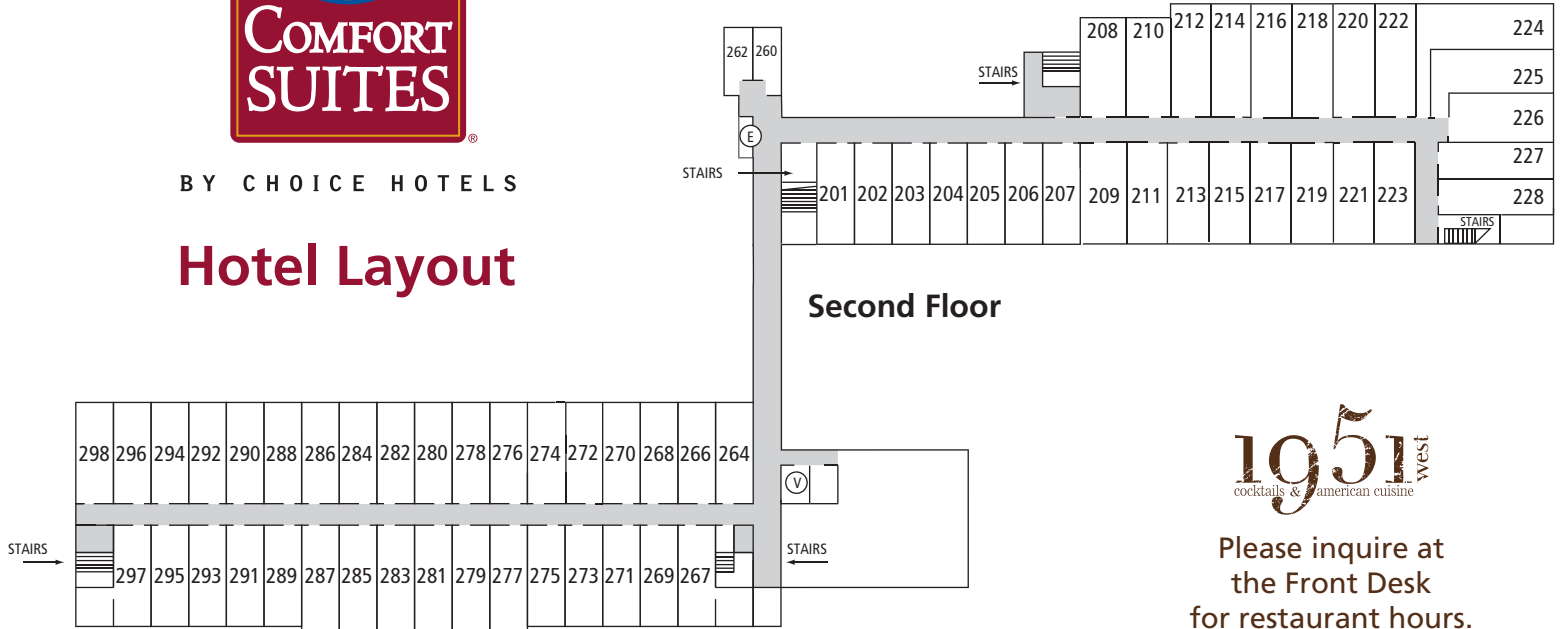 COMFORT
SUITES
®
BY CHOICE HOTELS
Hotel Layout
262 260
E
STAIRS
STAIRS
208 210 212 214 216 218 220 222 224
225
226
227
228
STAIRS
201 202 203 204 205 206 207 209 211 213 215 217 219 221 223
Second Floor
298 296 294 292 290 288 286 284 282 280 278 276 274 272 270 268 266 264
V
STAIRS
STAIRS
297 295 293 291 289 287 285 283 281 279 277 275 273 271 269 267
1951
west
cocktails & american cuisine
Please inquire at
the Front Desk
for restaurant hours.